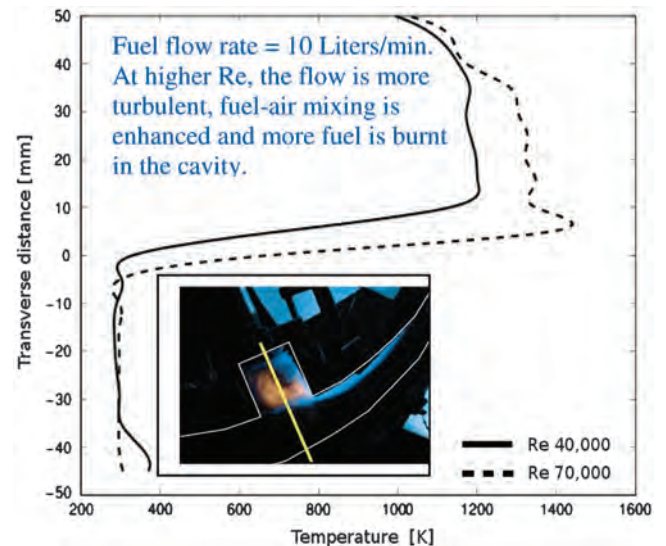 50
Fuel flow rate = 10 Liters/min.
At higher Re, the flow is more
turbulent, fuel-air mixing is
enhanced and more fuel is burnt
in the cavity.
40
30
20
10
0
-10
-20
-30
-40
-50
Transverse distance [mm]
Re 40,000
Re 70,000
200 400 600 800 1000 1200 1400 1600
Temperature [K]